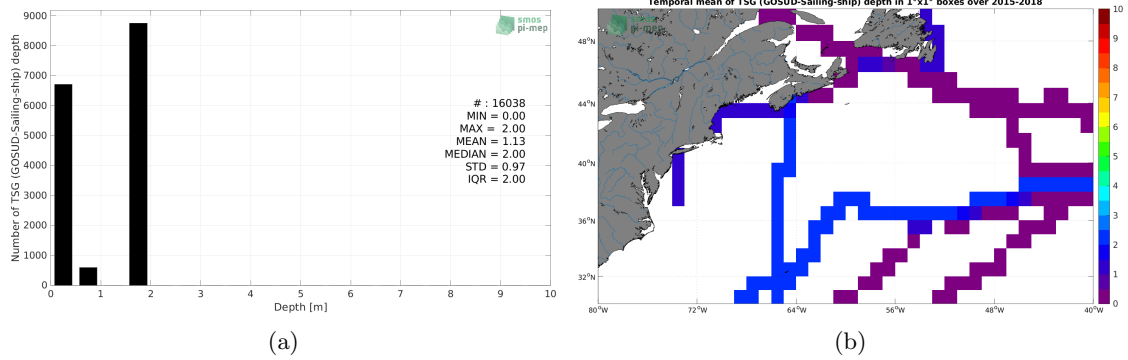 Number of TSG (GOSUD-Sailing-ship) depth
9000
8000
7000
6000
5000
4000
3000
2000
1000
0
0 1 2 3 4 5 6 7 8 9 10
Depth [m]
smos
pi-mep
# : 16038
MIN = 0.00
MAX = 2.00
MEAN = 1.13
MEDIAN = 2.00
STD = 0.97
IQR = 2.00
(a)
Temporal mean of TSG (GOSUD-Sailing-ship) depth in 1°x1° boxes over 2015-2018
smos
pi-mep
48°N
44°N
40°N
36°N
32°N
80°W 72°W 64°W 56°W 48°W 40°W
10
9
8
7
6
5
4
3
2
1
0
(b)